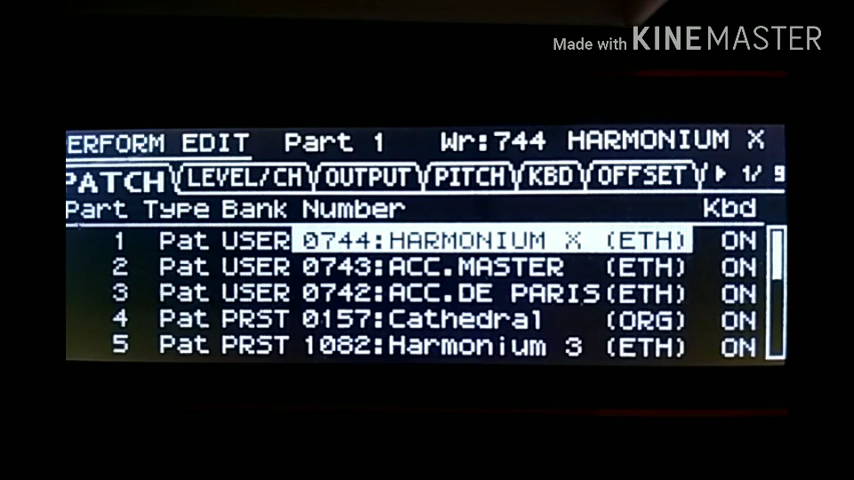 Made with KINEMASTER
ERFORM EDIT Part 1 Wr:744 HARMONIUM X
PATCH LEVEL/CH OUTPUT PITCH KBD OFFSET 1/ 9
Part Type Bank Number Kbd
1 Pat USER 0744:HARMONIUM X (ETH) ON
2 Pat USER 0743:ACC.MASTER (ETH) ON
3 Pat USER 0742:ACC.DE PARIS(ETH) ON
4 Pat PRST 0157:Cathedral (ORG) ON
5 Pat PRST 1082:Harmonium 3 (ETH) ON